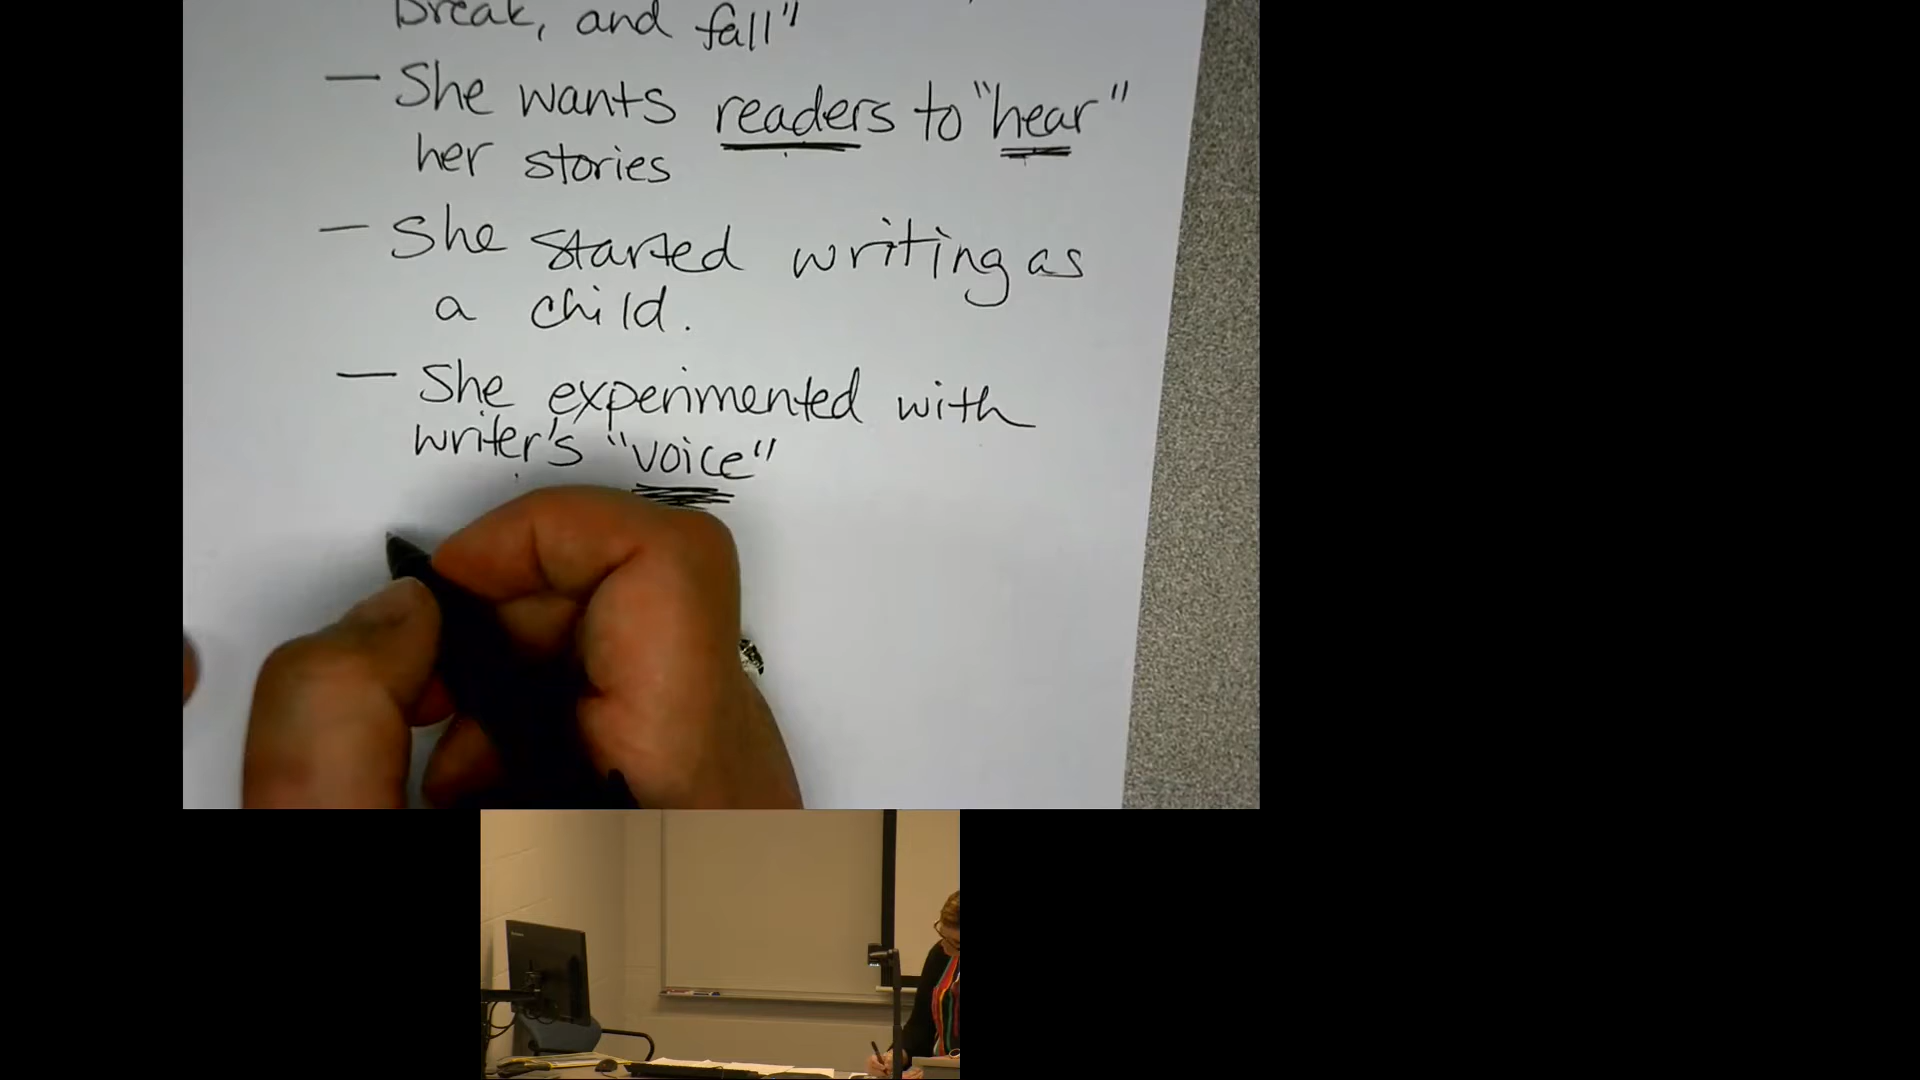 break, and fall"
— She wants readers to "hear"
her stories
— She started writing as
a child.
— She experimented with
writer's "voice"